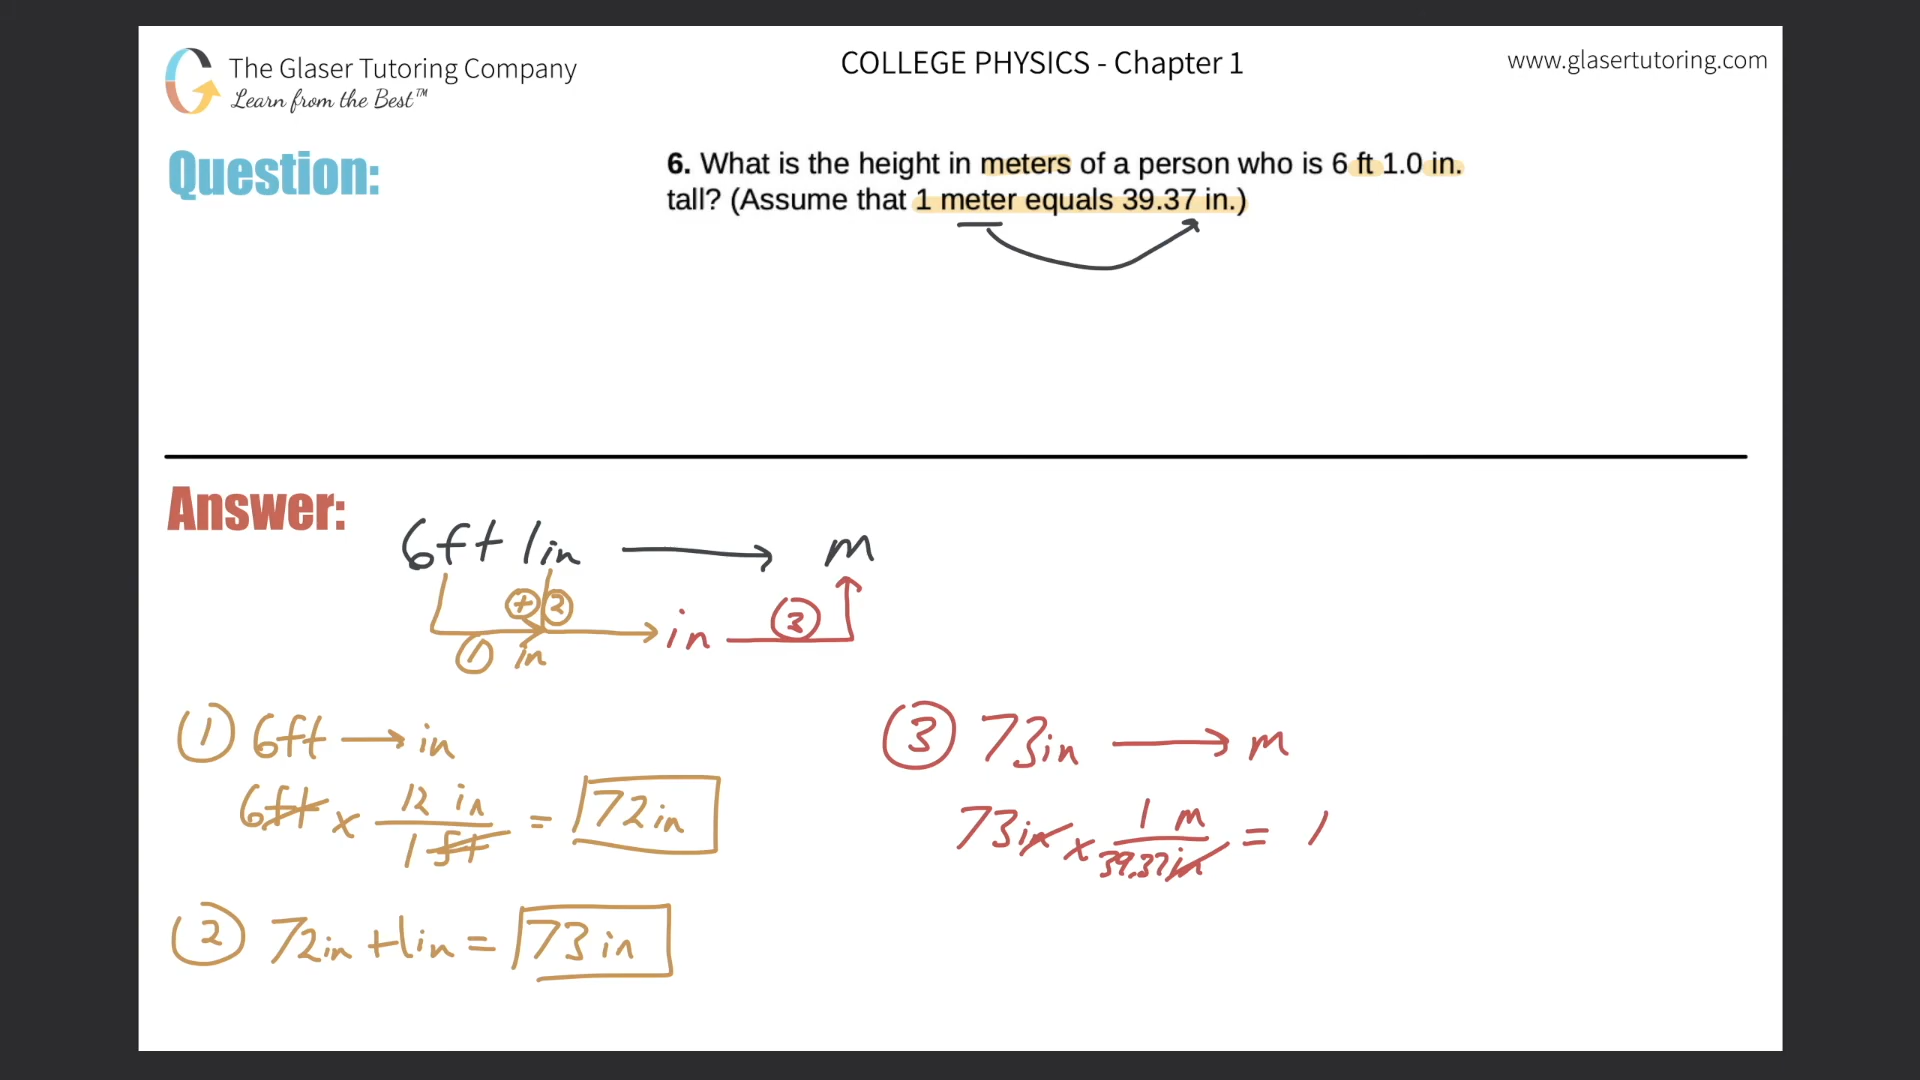 The Glaser Tutoring Company
Learn from the Best™
COLLEGE PHYSICS - Chapter 1
www.glasertutoring.com
Question:
6. What is the height in meters of a person who is 6 ft 1.0 in.
tall? (Assume that 1 meter equals 39.37 in.)
Answer:
6ft 1in → m
+ 2
in 3
1 in
1 6ft → in
6ft x 12 in / 1 ft = 72in
2 72in + 1in = 73 in
3 73in → m
73in x 1 m / 39.37in = 1